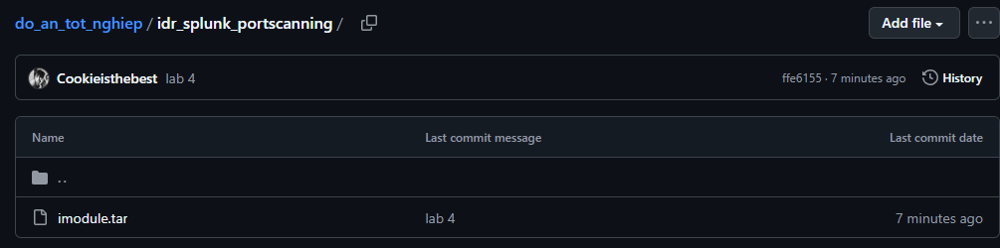 do_an_tot_nghiep / idr_splunk_portscanning /
Add file
...
Cookieisthebest lab 4
ffe6155 · 7 minutes ago
History
Name Last commit message Last commit date
..
imodule.tar lab 4 7 minutes ago